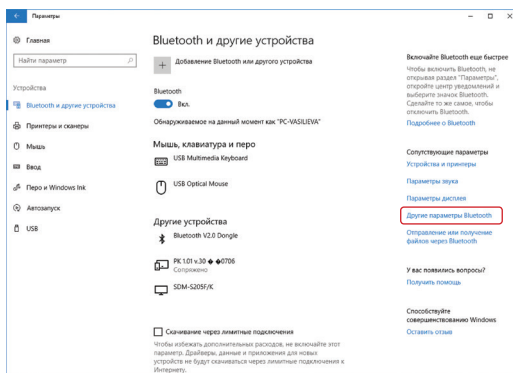 Параметры
Главная
Найти параметр
Устройства
Bluetooth и другие устройства
Принтеры и сканеры
Мышь
Ввод
Перо и Windows Ink
Автозапуск
USB
Bluetooth и другие устройства
Добавление Bluetooth или другого устройства
Bluetooth
Вкл.
Обнаруживаемое на данный момент как "PC-VASILIEVA"
Мышь, клавиатура и перо
USB Multimedia Keyboard
USB Optical Mouse
Другие устройства
Bluetooth V2.0 Dongle
РК 1.01 v.30 � �0706
Сопряжено
SDM-S205F/K
Скачивание через лимитные подключения
Чтобы избежать дополнительных расходов, не включайте этот
параметр. Драйверы, данные и приложения для новых
устройств не будут скачиваться через лимитные подключения к
Интернету.
Включайте Bluetooth еще быстрее
Чтобы включить Bluetooth, не
открывая раздел "Параметры",
откройте центр уведомлений и
выберите значок Bluetooth.
Сделайте то же самое, чтобы
отключить Bluetooth.
Подробнее о Bluetooth
Сопутствующие параметры
Устройства и принтеры
Параметры звука
Параметры дисплея
Другие параметры Bluetooth
Отправление или получение
файлов через Bluetooth
У вас появились вопросы?
Получить помощь
Способствуйте
совершенствованию Windows
Оставить отзыв